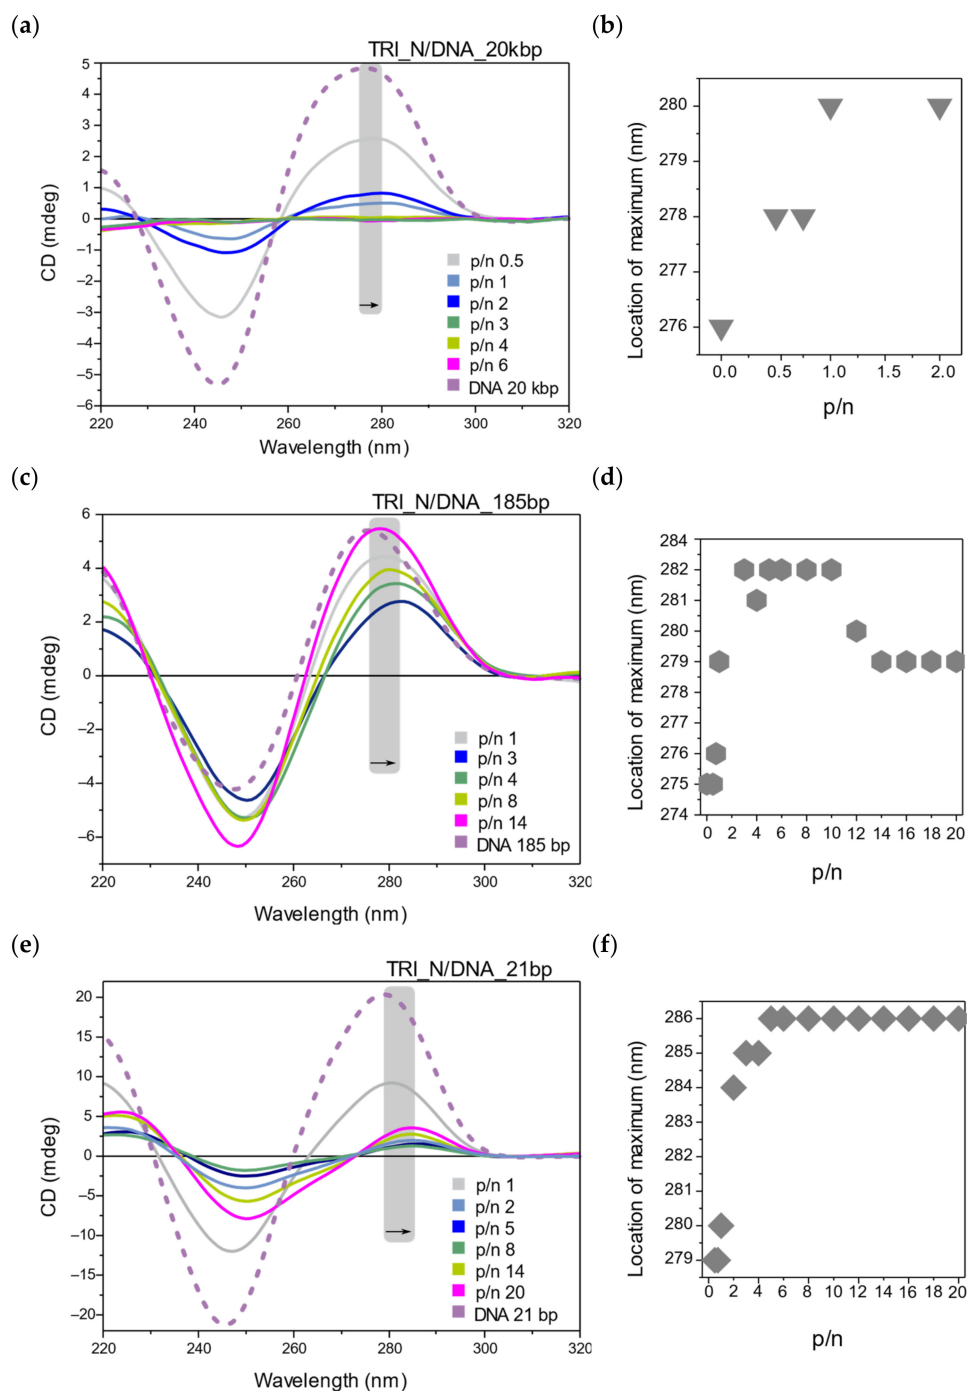 (a)
TRI_N/DNA_20kbp
5
4
3
2
1
0
–1
–2
–3
–4
–5
–6
CD (mdeg)
p/n 0.5
p/n 1
p/n 2
p/n 3
p/n 4
p/n 6
DNA 20 kbp
220 240 260 280 300 320
Wavelength (nm)
(b)
280
279
278
277
276
Location of maximum (nm)
0.0 0.5 1.0 1.5 2.0
p/n
(c)
TRI_N/DNA_185bp
6
4
2
0
–2
–4
–6
CD (mdeg)
p/n 1
p/n 3
p/n 4
p/n 8
p/n 14
DNA 185 bp
220 240 260 280 300 320
Wavelength (nm)
(d)
284
282
281
280
279
278
277
276
275
274
Location of maximum (nm)
0 2 4 6 8 10 12 14 16 18 20
p/n
(e)
TRI_N/DNA_21bp
20
15
10
5
0
–5
–10
–15
–20
CD (mdeg)
p/n 1
p/n 2
p/n 5
p/n 8
p/n 14
p/n 20
DNA 21 bp
220 240 260 280 300 320
Wavelength (nm)
(f)
286
285
284
283
282
281
280
279
Location of maximum (nm)
0 2 4 6 8 10 12 14 16 18 20
p/n